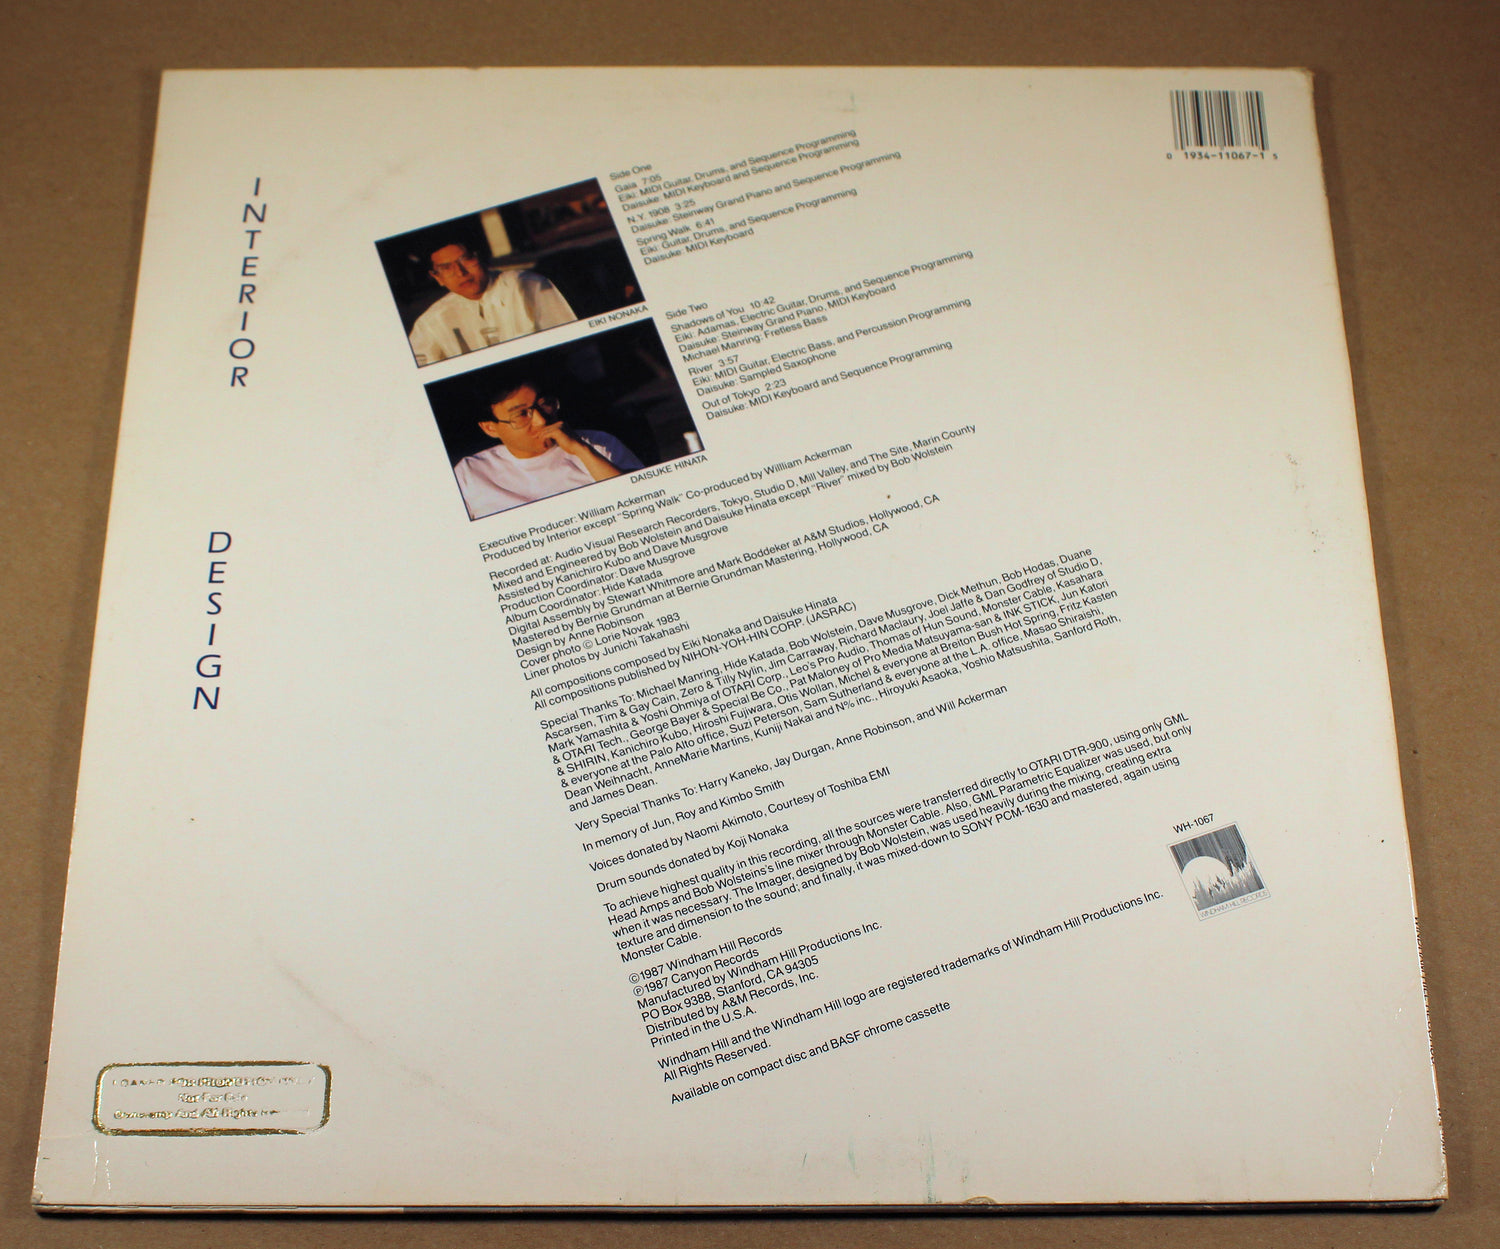 INTERIOR
DESIGN
0 1934-11067-1 5
Side One
Gaia 7:05
Eiki: MIDI Guitar, Drums, and Sequence Programming
Daisuke: MIDI Keyboard and Sequence Programming
N.Y. 1908 3:25
Daisuke: Steinway Grand Piano and Sequence Programming
Spring Walk 6:41
Eiki: Guitar, Drums, and Sequence Programming
Daisuke: MIDI Keyboard
EIKI NONAKA
Side Two
Shadows of You 10:42
Eiki: Adamas, Electric Guitar, Drums, and Sequence Programming
Daisuke: Steinway Grand Piano, MIDI Keyboard
Michael Manring: Fretless Bass
River 3:57
Eiki: MIDI Guitar, Electric Bass, and Percussion Programming
Daisuke: Sampled Saxophone
Out of Tokyo 2:23
Daisuke: MIDI Keyboard and Sequence Programming
DAISUKE HINATA
Executive Producer: William Ackerman
Produced by Interior except "Spring Walk" Co-produced by Willliam Ackerman
Recorded at: Audio Visual Research Recorders, Tokyo, Studio D, Mill Valley, and The Site, Marin County
Mixed and Engineered by Bob Wolstein and Daisuke Hinata except "River" mixed by Bob Wolstein
Assisted by Kanichiro Kubo and Dave Musgrove
Production Coordinator: Dave Musgrove
Album Coordinator: Hide Katada
Digital Assembly by Stewart Whitmore and Mark Boddeker at A&M Studios, Hollywood, CA
Mastered by Bernie Grundman at Bernie Grundman Mastering, Hollywood, CA
Design by Anne Robinson
Cover photo © Lorie Novak 1983
Liner photos by Junichi Takahashi
All compositions composed by Eiki Nonaka and Daisuke Hinata
All compositions published by NIHON-YOH-HIN CORP. (JASRAC)
Special Thanks To: Michael Manring, Hide Katada, Bob Wolstein, Dave Musgrove, Dick Methun, Bob Hodas, Duane
Ascarsen, Tim & Gay Cain, Zero & Tilly Nylin, Jim Carraway, Richard Maclaury, Joel Jaffe & Dan Godfrey of Studio D,
Mark Yamashita & Yoshi Ohmiya of OTARI Corp., Leo's Pro Audio, Thomas of Hun Sound, Monster Cable, Kasahara
& OTARI Tech., George Bayer & Special Be Co., Pat Maloney of Pro Media Matsuyama-san & INK STICK, Jun Katori
& SHIRIN, Kanichiro Kubo, Hiroshi Fujiwara, Otis Wollan, Michel & everyone at Breiton Bush Hot Spring, Fritz Kasten
& everyone at the Palo Alto office, Suzi Peterson, Sam Sutherland & everyone at the L.A. office, Masao Shiraishi,
Dean Weihnacht, AnneMarie Martins, Kuniji Nakai and N% inc., Hiroyuki Asaoka, Yoshio Matsushita, Sanford Roth,
and James Dean.
Very Special Thanks To: Harry Kaneko, Jay Durgan, Anne Robinson, and Will Ackerman
In memory of Jun, Roy and Kimbo Smith
Voices donated by Naomi Akimoto, Courtesy of Toshiba EMI
Drum sounds donated by Koji Nonaka
To achieve highest quality in this recording, all the sources were transferred directly to OTARI DTR-900, using only GML
Head Amps and Bob Wolsteins's line mixer through Monster Cable. Also, GML Parametric Equalizer was used, but only
when it was necessary. The Imager, designed by Bob Wolstein, was used heavily during the mixing, creating extra
texture and dimension to the sound; and finally, it was mixed-down to SONY PCM-1630 and mastered, again using
Monster Cable.
WH-1067
WINDHAM HILL RECORDS
©1987 Windham Hill Records
℗1987 Canyon Records
Manufactured by Windham Hill Productions Inc.
PO Box 9388, Stanford, CA 94305
Distributed by A&M Records, Inc.
Printed in the U.S.A.
Windham Hill and the Windham Hill logo are registered trademarks of Windham Hill Productions Inc.
All Rights Reserved.
Available on compact disc and BASF chrome cassette